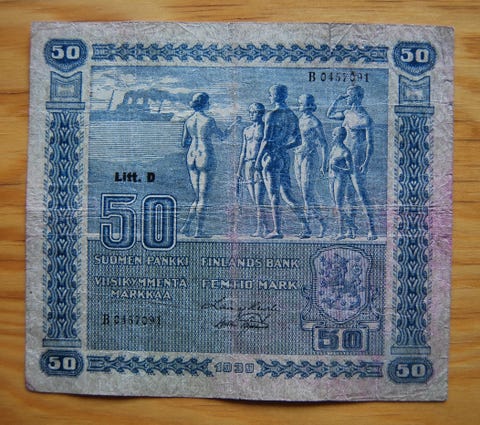 50 50
B 0457091
Litt. D
50
SUOMEN PANKKI FINLANDS BANK
VIISIKYMMENTÄ FEMTIO MARK
MARKKAA
B 0457091
50
50 1939 50